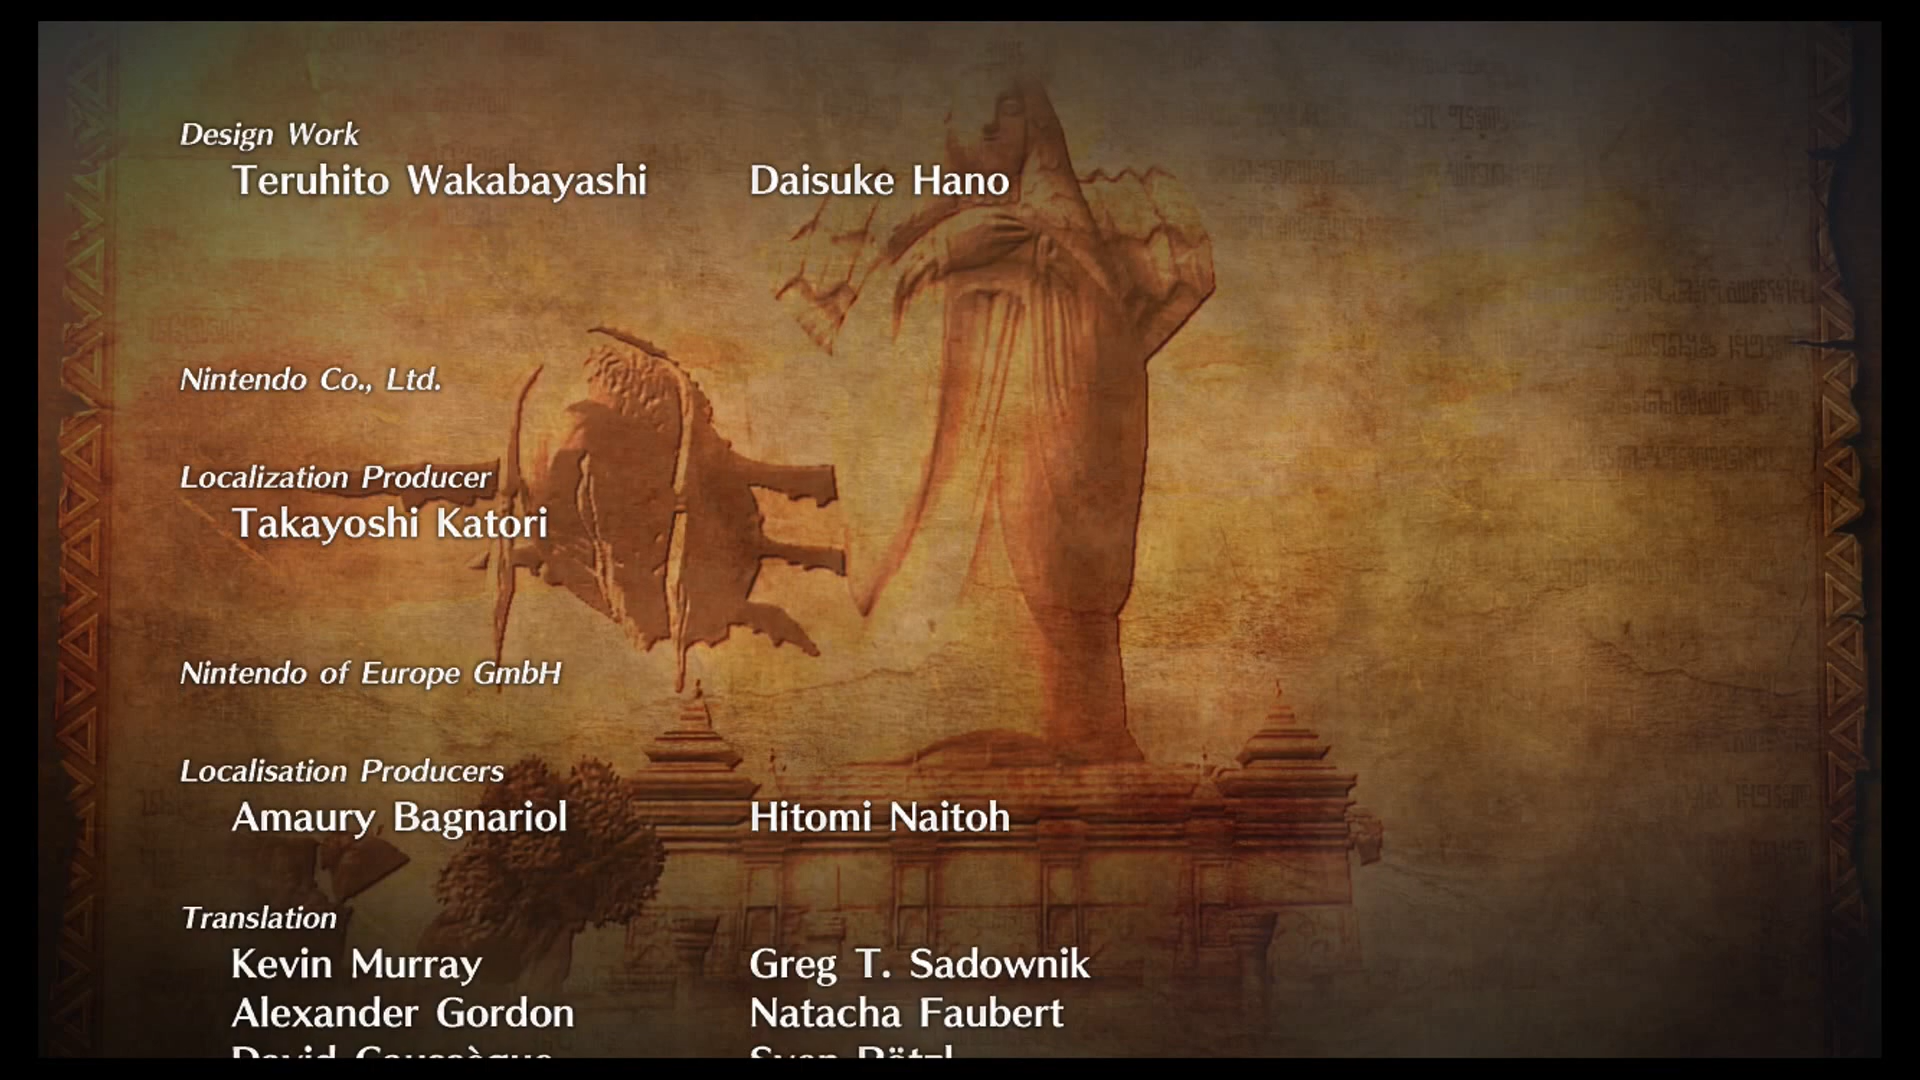 Design Work
Teruhito Wakabayashi Daisuke Hano
Nintendo Co., Ltd.
Localization Producer
Takayoshi Katori
Nintendo of Europe GmbH
Localisation Producers
Amaury Bagnariol Hitomi Naitoh
Translation
Kevin Murray Greg T. Sadownik
Alexander Gordon Natacha Faubert
David